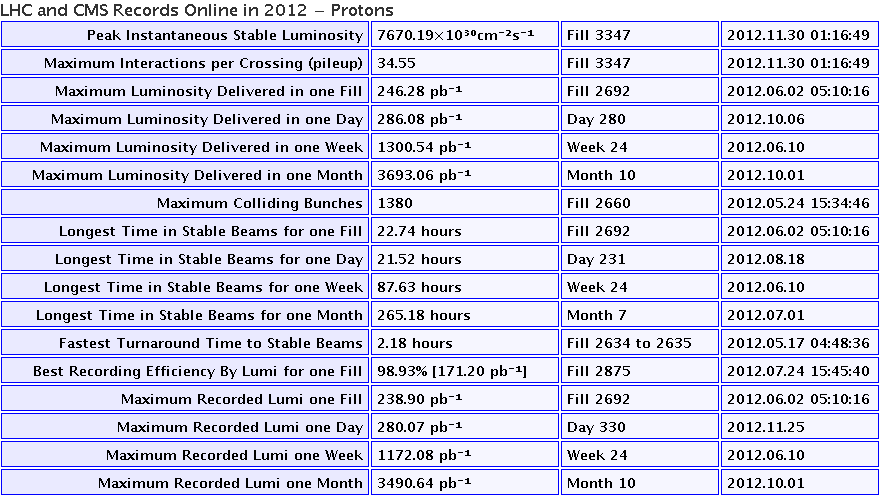 LHC and CMS Records Online in 2012 − Protons
Peak Instantaneous Stable Luminosity 7670.19×10³⁰cm⁻²s⁻¹ Fill 3347 2012.11.30 01:16:49
Maximum Interactions per Crossing (pileup) 34.55 Fill 3347 2012.11.30 01:16:49
Maximum Luminosity Delivered in one Fill 246.28 pb⁻¹ Fill 2692 2012.06.02 05:10:16
Maximum Luminosity Delivered in one Day 286.08 pb⁻¹ Day 280 2012.10.06
Maximum Luminosity Delivered in one Week 1300.54 pb⁻¹ Week 24 2012.06.10
Maximum Luminosity Delivered in one Month 3693.06 pb⁻¹ Month 10 2012.10.01
Maximum Colliding Bunches 1380 Fill 2660 2012.05.24 15:34:46
Longest Time in Stable Beams for one Fill 22.74 hours Fill 2692 2012.06.02 05:10:16
Longest Time in Stable Beams for one Day 21.52 hours Day 231 2012.08.18
Longest Time in Stable Beams for one Week 87.63 hours Week 24 2012.06.10
Longest Time in Stable Beams for one Month 265.18 hours Month 7 2012.07.01
Fastest Turnaround Time to Stable Beams 2.18 hours Fill 2634 to 2635 2012.05.17 04:48:36
Best Recording Efficiency By Lumi for one Fill 98.93% [171.20 pb⁻¹] Fill 2875 2012.07.24 15:45:40
Maximum Recorded Lumi one Fill 238.90 pb⁻¹ Fill 2692 2012.06.02 05:10:16
Maximum Recorded Lumi one Day 280.07 pb⁻¹ Day 330 2012.11.25
Maximum Recorded Lumi one Week 1172.08 pb⁻¹ Week 24 2012.06.10
Maximum Recorded Lumi one Month 3490.64 pb⁻¹ Month 10 2012.10.01